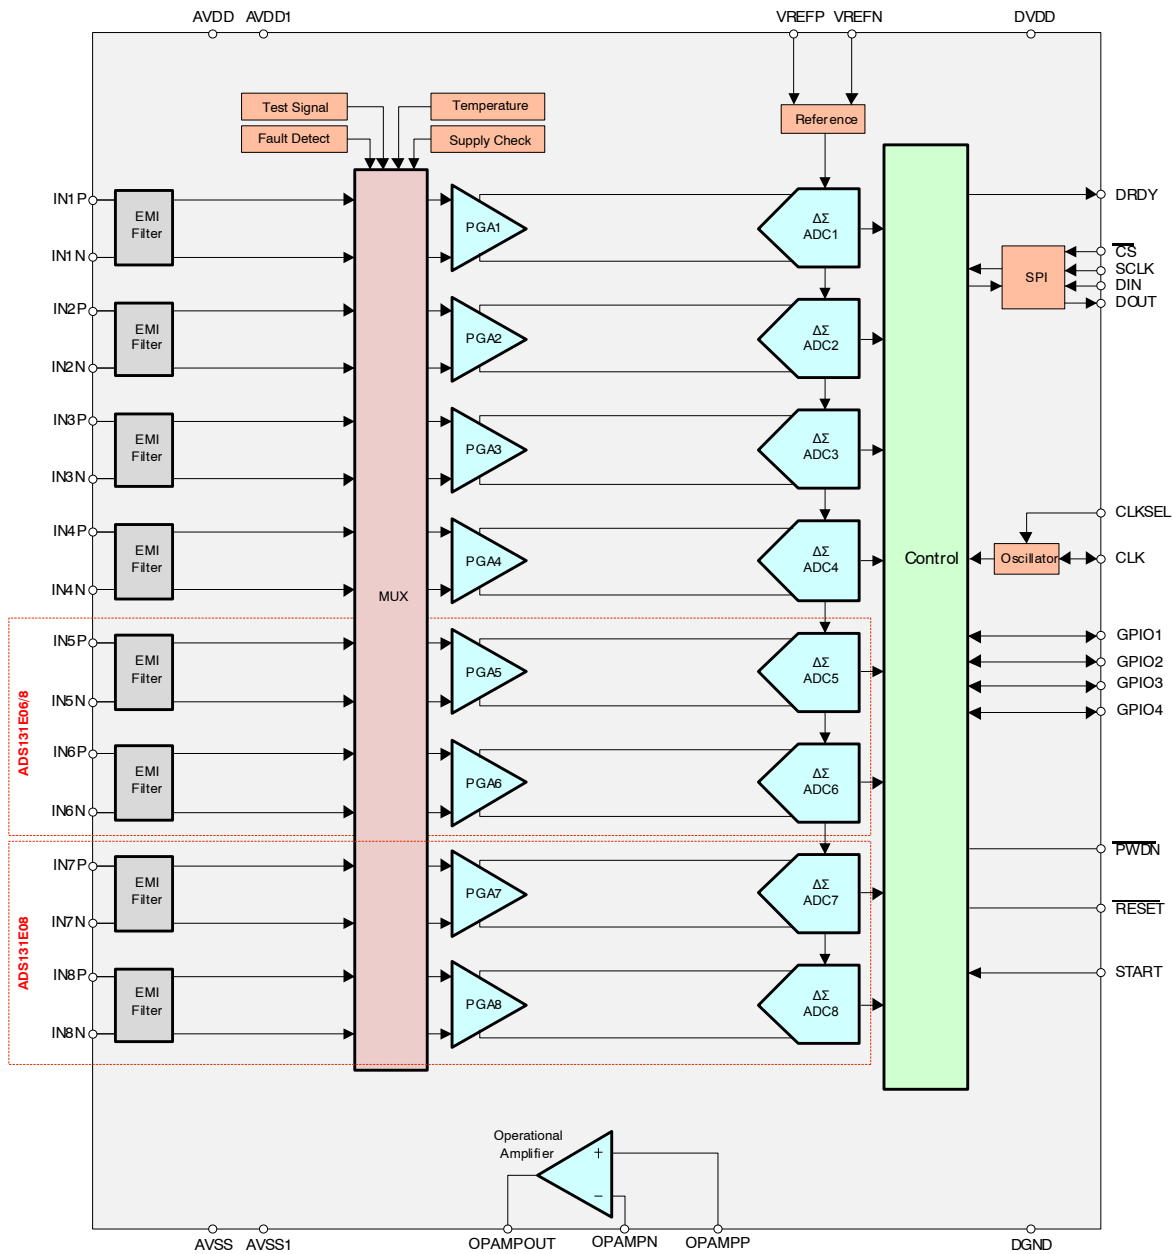 AVDD AVDD1 VREFP VREFN DVDD
Test Signal
Temperature
Fault Detect
Supply Check
Reference
IN1P
IN1N
EMI
Filter
PGA1
ΔΣ
ADC1
DRDY
SPI
CS
SCLK
DIN
DOUT
IN2P
IN2N
EMI
Filter
PGA2
ΔΣ
ADC2
IN3P
IN3N
EMI
Filter
PGA3
ΔΣ
ADC3
IN4P
IN4N
EMI
Filter
PGA4
ΔΣ
ADC4
MUX
Control
CLKSEL
Oscillator
CLK
ADS131E06/8
IN5P
IN5N
EMI
Filter
PGA5
ΔΣ
ADC5
GPIO1
GPIO2
GPIO3
GPIO4
IN6P
IN6N
EMI
Filter
PGA6
ΔΣ
ADC6
ADS131E08
IN7P
IN7N
EMI
Filter
PGA7
ΔΣ
ADC7
PWDN
RESET
START
IN8P
IN8N
EMI
Filter
PGA8
ΔΣ
ADC8
Operational
Amplifier
+
−
AVSS AVSS1 OPAMPOUT OPAMPN OPAMPP DGND